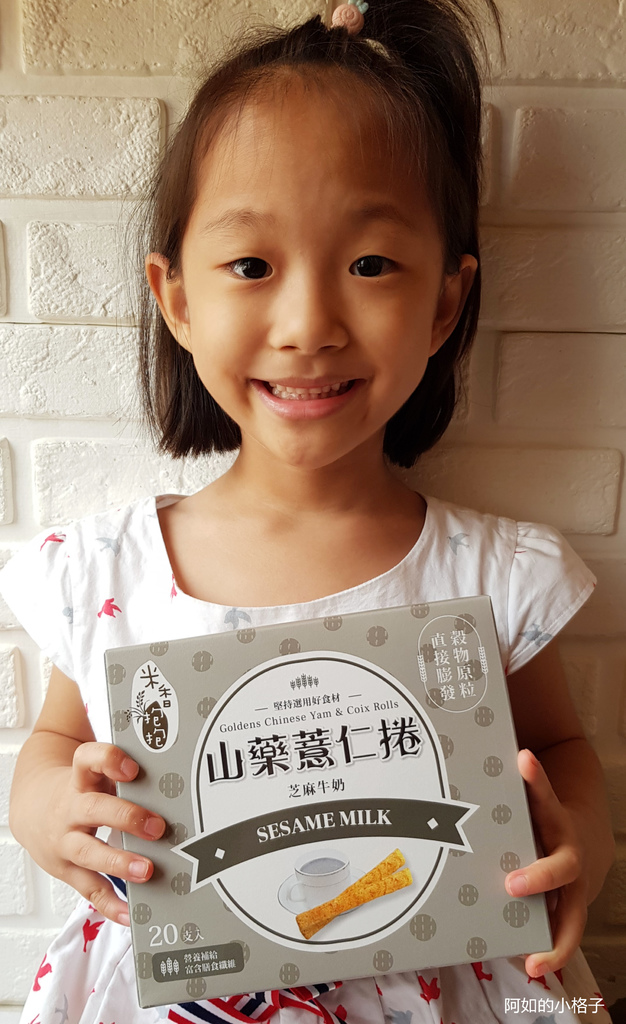 米香抱抱
穀物原粒
直接膨發
堅持選用好食材
Goldens Chinese Yam & Coix Rolls
山藥薏仁捲
芝麻牛奶
SESAME MILK
20支入
營養補給
富含膳食纖維
阿如的小格子